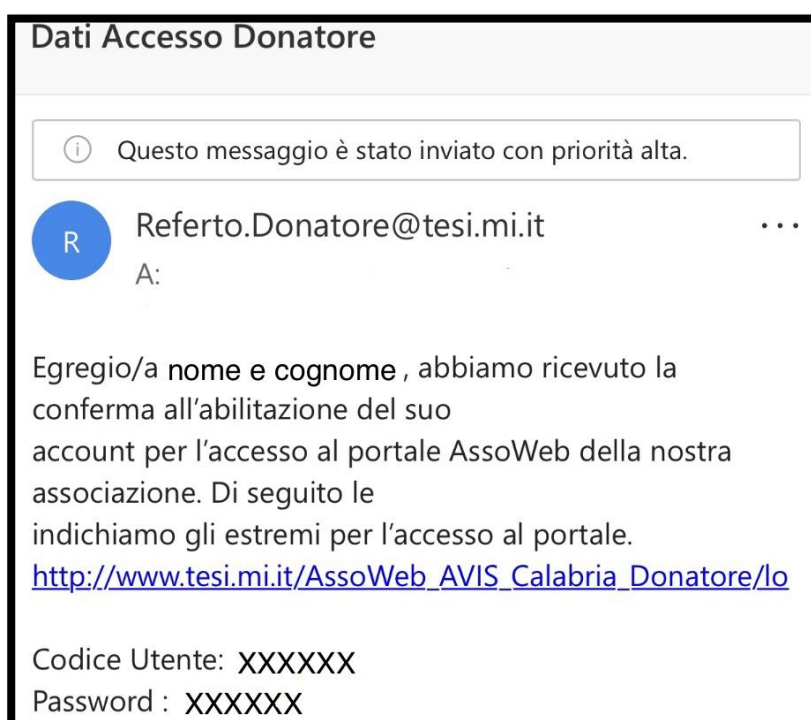 Dati Accesso Donatore
Questo messaggio è stato inviato con priorità alta.
R
Referto.Donatore@tesi.mi.it
...
A:
Egregio/a nome e cognome , abbiamo ricevuto la
conferma all'abilitazione del suo
account per l'accesso al portale AssoWeb della nostra
associazione. Di seguito le
indichiamo gli estremi per l'accesso al portale.
http://www.tesi.mi.it/AssoWeb_AVIS_Calabria_Donatore/lo
Codice Utente: XXXXXX
Password : XXXXXX